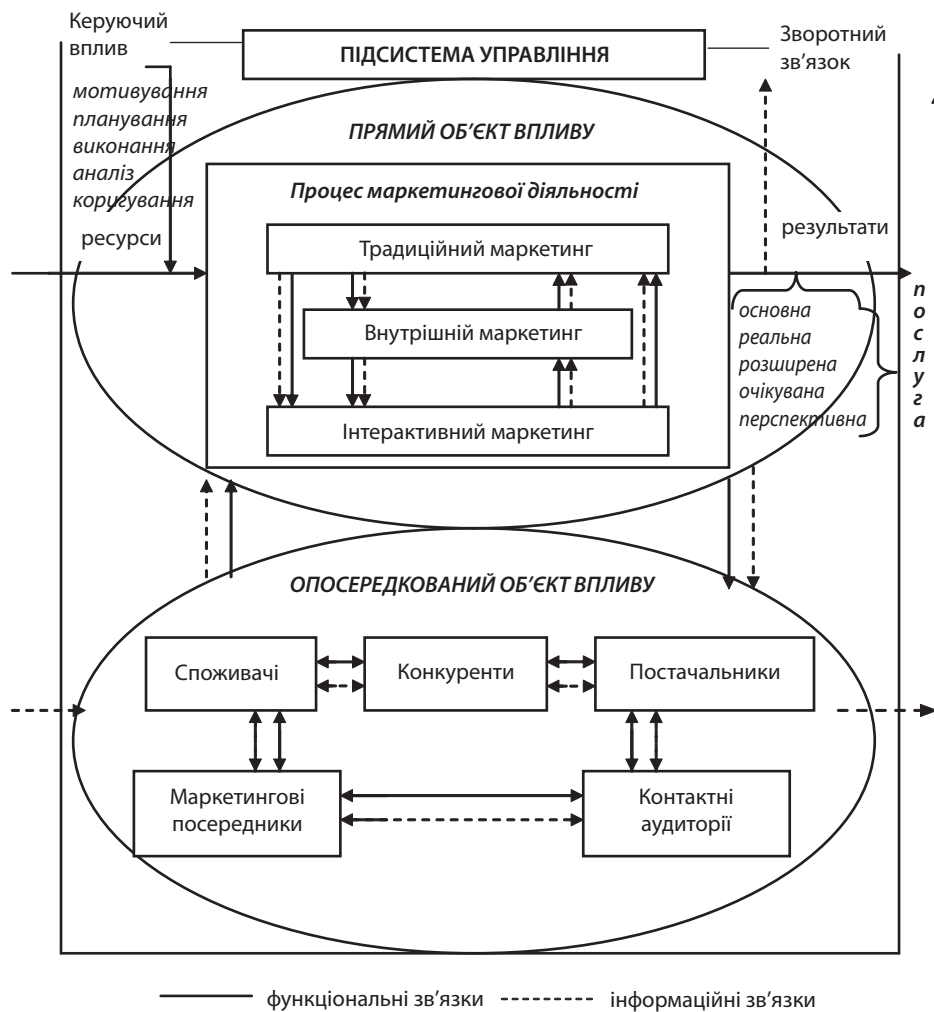 Керуючий
вплив
ПІДСИСТЕМА УПРАВЛІННЯ
Зворотний
зв'язок
мотивування
планування
виконання
аналіз
коригування
ПРЯМИЙ ОБ'ЄКТ ВПЛИВУ
Процес маркетингової діяльності
ресурси
Традиційний маркетинг
Внутрішній маркетинг
Інтерактивний маркетинг
результати
основна
реальна
розширена
очікувана
перспективна
послуга
ОПОСЕРЕДКОВАНИЙ ОБ'ЄКТ ВПЛИВУ
Споживачі
Конкуренти
Постачальники
Маркетингові
посередники
Контактні
аудиторії
функціональні зв'язки
інформаційні зв'язки